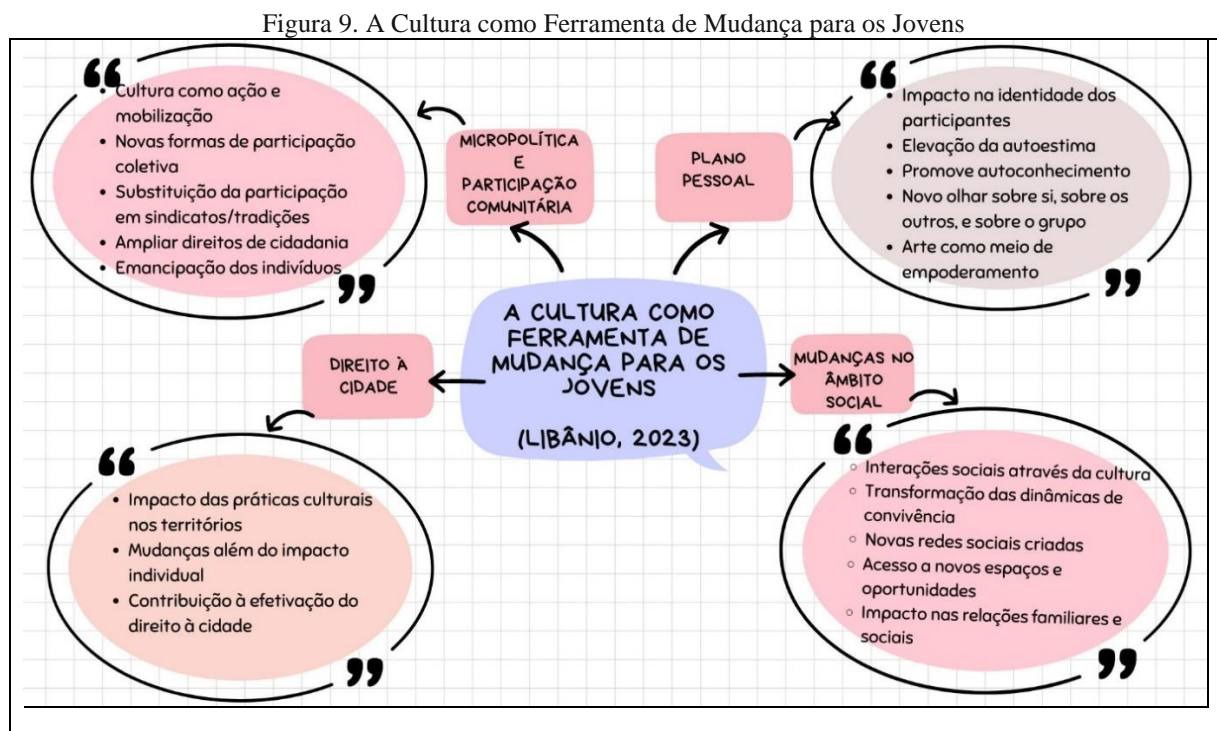 Figura 9. A Cultura como Ferramenta de Mudança para os Jovens
Cultura como ação e
mobilização
Novas formas de participação
coletiva
Substituição da participação
em sindicatos/tradições
Ampliar direitos de cidadania
Emancipação dos indivíduos
MICROPOLÍTICA
E
PARTICIPAÇÃO
COMUNITÁRIA
PLANO
PESSOAL
Impacto na identidade dos
participantes
Elevação da autoestima
Promove autoconhecimento
Novo olhar sobre si, sobre os
outros, e sobre o grupo
Arte como meio de
empoderamento
A CULTURA COMO
FERRAMENTA DE
MUDANÇA PARA OS
JOVENS
(LIBÂNIO, 2023)
DIREITO À
CIDADE
Impacto das práticas culturais
nos territórios
Mudanças além do impacto
individual
Contribuição à efetivação do
direito à cidade
MUDANÇAS NO
ÂMBITO
SOCIAL
Interações sociais através da cultura
Transformação das dinâmicas de
convivência
Novas redes sociais criadas
Acesso a novos espaços e
oportunidades
Impacto nas relações familiares e
sociais